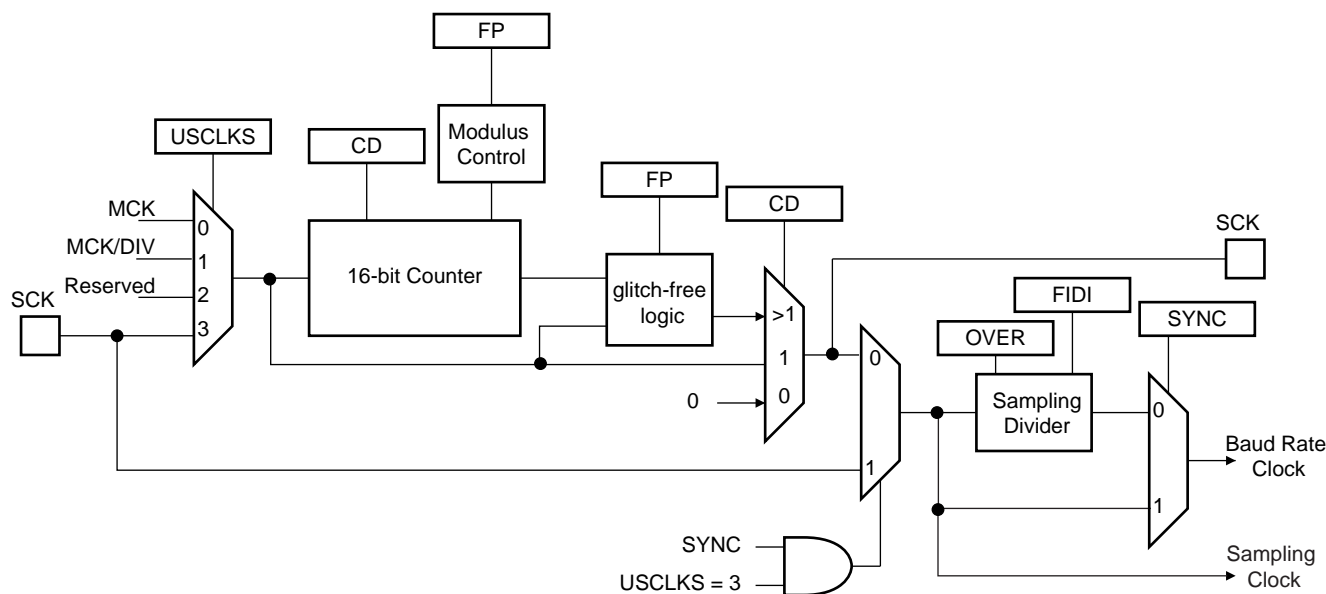 FP
USCLKS
CD
Modulus
Control
FP
CD
MCK
0
MCK/DIV
1
Reserved
2
SCK
3
16-bit Counter
glitch-free
logic
>1
1
0
0
SCK
FIDI
OVER
SYNC
0
1
Sampling
Divider
0
1
Baud Rate
Clock
SYNC
USCLKS = 3
Sampling
Clock